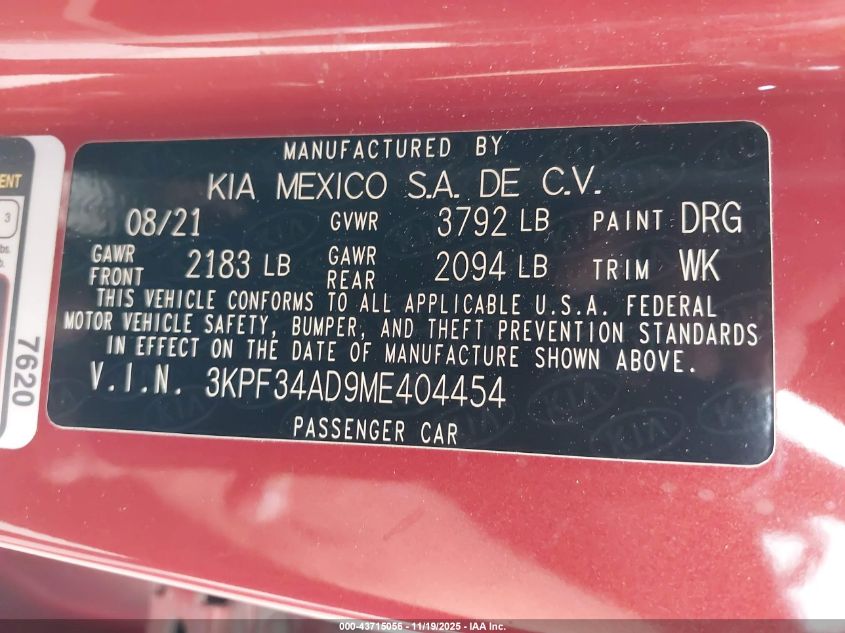 MANUFACTURED BY
KIA MEXICO S.A. DE C.V.
08/21 GVWR 3792 LB PAINT DRG
GAWR FRONT 2183 LB GAWR REAR 2094 LB TRIM WK
THIS VEHICLE CONFORMS TO ALL APPLICABLE U.S.A. FEDERAL
MOTOR VEHICLE SAFETY, BUMPER, AND THEFT PREVENTION STANDARDS
IN EFFECT ON THE DATE OF MANUFACTURE SHOWN ABOVE.
V.I.N. 3KPF34AD9ME404454
PASSENGER CAR
KIA
3
7620
000-43715056 - 11/19/2025 - IAA Inc.